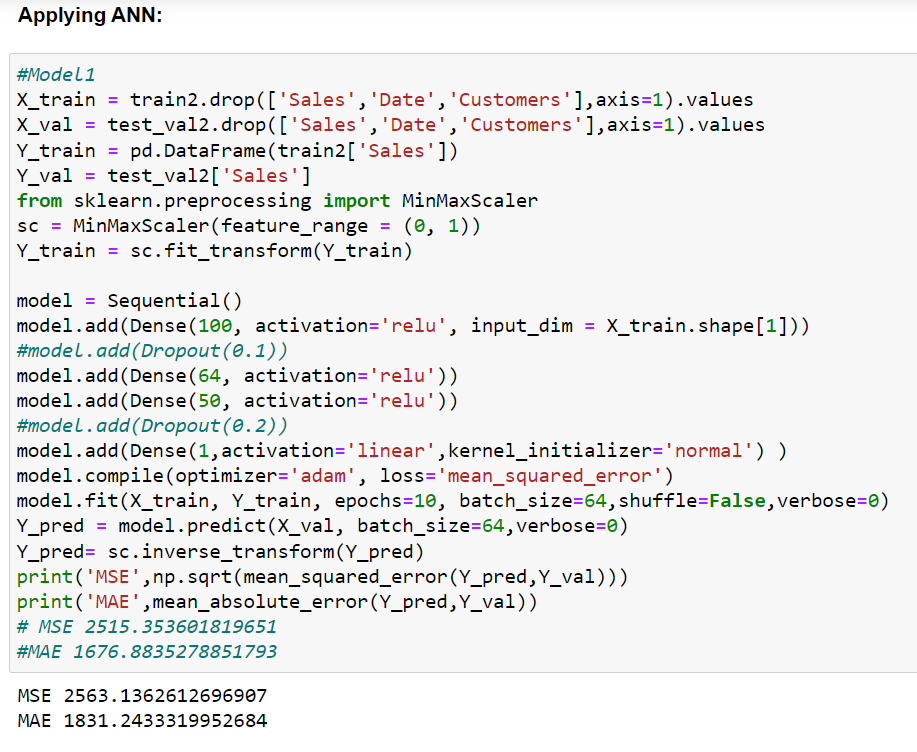 Applying ANN:
#Model1
X_train = train2.drop(['Sales','Date','Customers'],axis=1).values
X_val = test_val2.drop(['Sales','Date','Customers'],axis=1).values
Y_train = pd.DataFrame(train2['Sales'])
Y_val = test_val2['Sales']
from sklearn.preprocessing import MinMaxScaler
sc = MinMaxScaler(feature_range = (0, 1))
Y_train = sc.fit_transform(Y_train)
model = Sequential()
model.add(Dense(100, activation='relu', input_dim = X_train.shape[1]))
#model.add(Dropout(0.1))
model.add(Dense(64, activation='relu'))
model.add(Dense(50, activation='relu'))
#model.add(Dropout(0.2))
model.add(Dense(1,activation='linear',kernel_initializer='normal') )
model.compile(optimizer='adam', loss='mean_squared_error')
model.fit(X_train, Y_train, epochs=10, batch_size=64,shuffle=False,verbose=0)
Y_pred = model.predict(X_val, batch_size=64,verbose=0)
Y_pred= sc.inverse_transform(Y_pred)
print('MSE',np.sqrt(mean_squared_error(Y_pred,Y_val)))
print('MAE',mean_absolute_error(Y_pred,Y_val))
# MSE 2515.353601819651
#MAE 1676.8835278851793
MSE 2563.1362612696907
MAE 1831.2433319952684